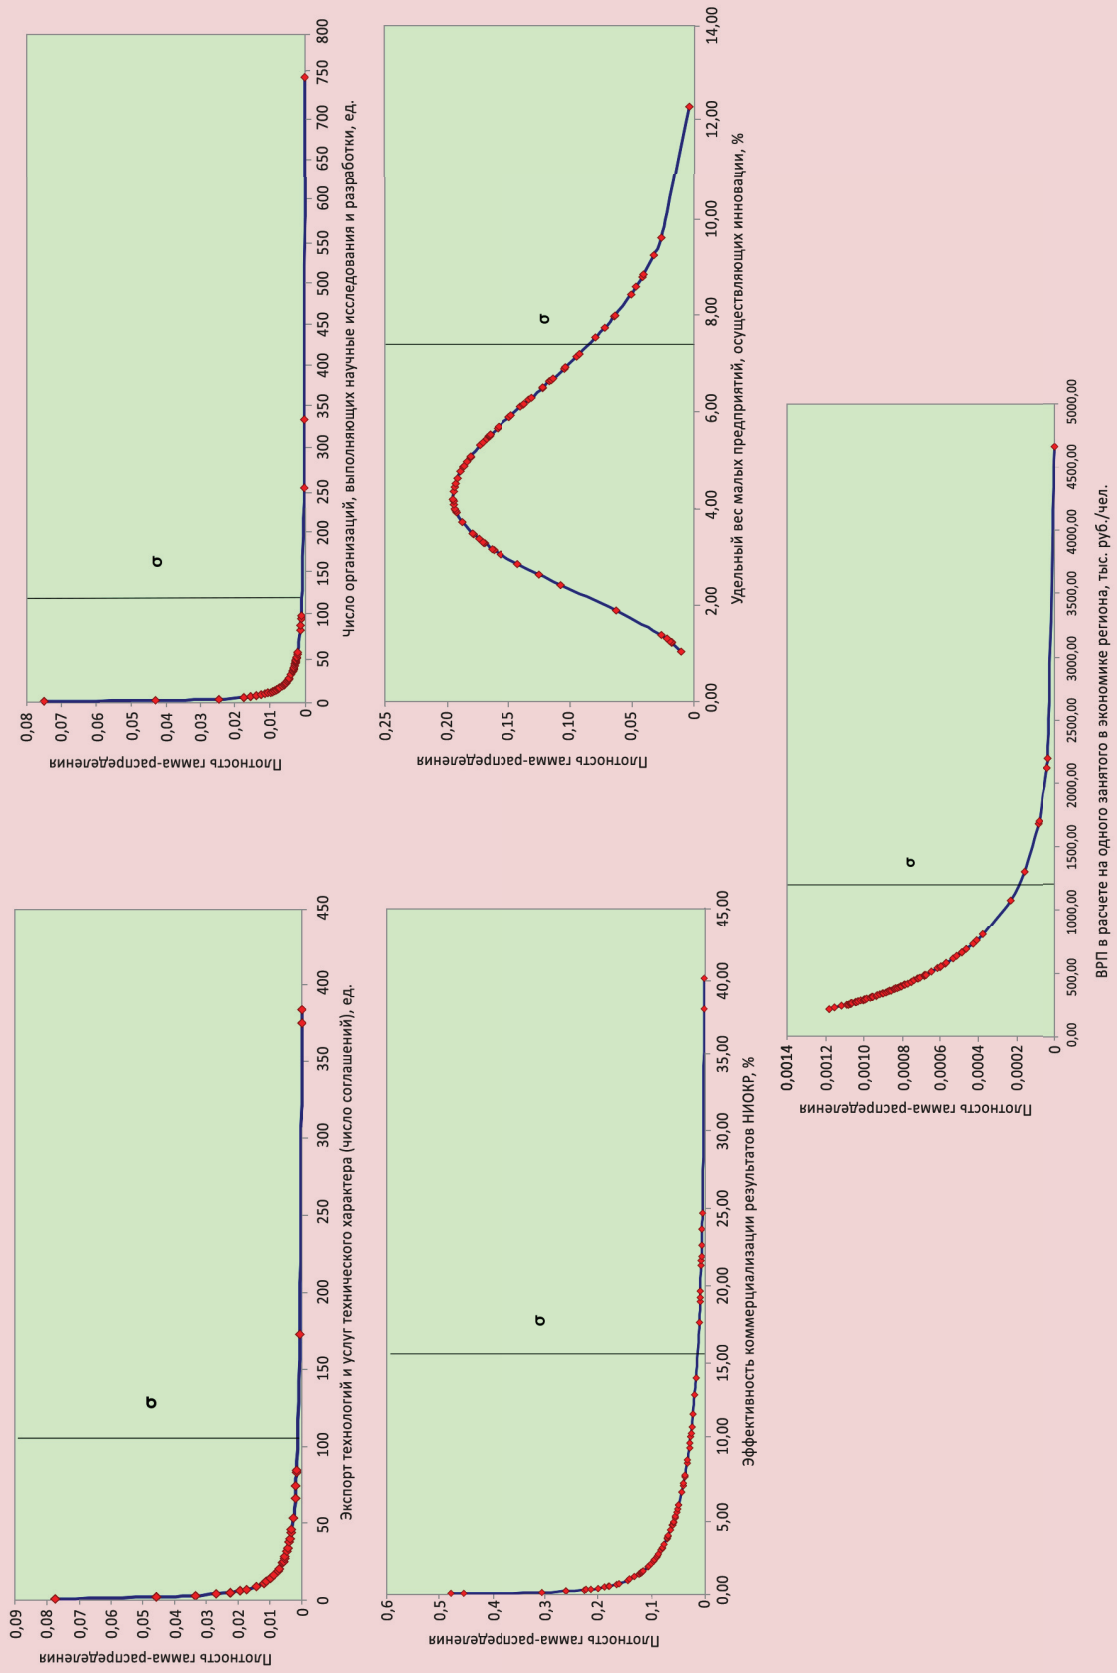 Плотность гамма-распределения
0,09
0,08
0,07
0,06
0,05
0,04
0,03
0,02
0,01
0
σ
0 50 100 150 200 250 300 350 400 450
Экспорт технологий и услуг технического характера (число соглашений), ед.
Плотность гамма-распределения
0,08
0,07
0,06
0,05
0,04
0,03
0,02
0,01
0
σ
0 50 100 150 200 250 300 350 400 450 500 550 600 650 700 750 800
Число организаций, выполняющих научные исследования и разработки, ед.
Плотность гамма-распределения
0,6
0,5
0,4
0,3
0,2
0,1
0
σ
0,00 5,00 10,00 15,00 20,00 25,00 30,00 35,00 40,00 45,00
Эффективность коммерциализации результатов НИОКР, %
Плотность гамма-распределения
0,25
0,20
0,15
0,10
0,05
0
σ
0,00 2,00 4,00 6,00 8,00 10,00 12,00 14,00
Удельный вес малых предприятий, осуществляющих инновации, %
Плотность гамма-распределения
0,0014
0,0012
0,0010
0,0008
0,0006
0,0004
0,0002
0
σ
0,00 500,00 1000,00 1500,00 2000,00 2500,00 3000,00 3500,00 4000,00 4500,00 5000,00
ВРП в расчете на одного занятого в экономике региона, тыс. руб./чел.